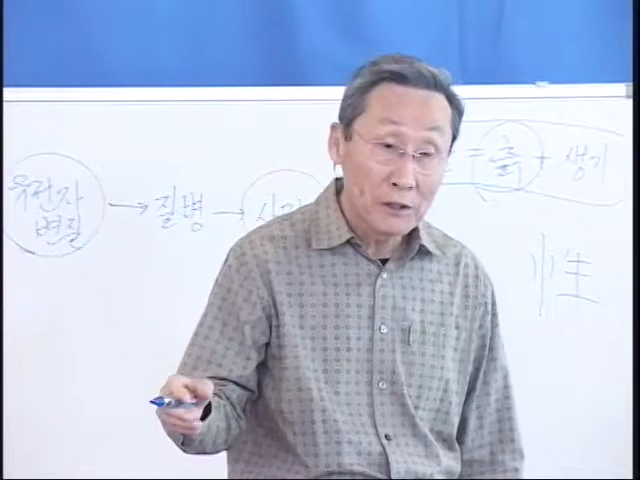 유전자
변질 → 질병 →
+ 생기
性